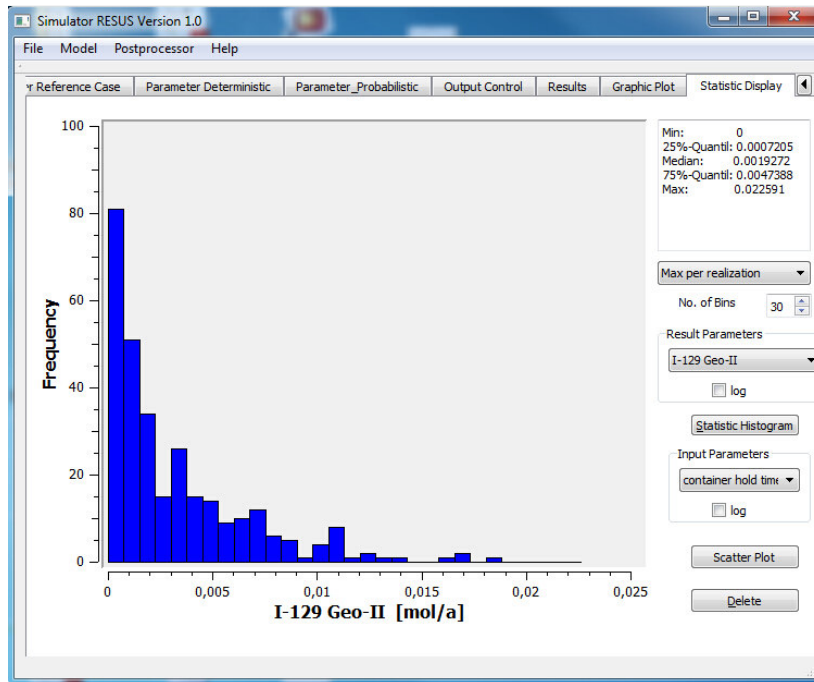 Simulator RESUS Version 1.0
File Model Postprocessor Help
r Reference Case Parameter Deterministic Parameter_Probabilistic Output Control Results Graphic Plot Statistic Display
100
80
60
40
20
0
Frequency
0 0,005 0,01 0,015 0,02 0,025
I-129 Geo-II [mol/a]
Min: 0
25%-Quantil: 0.0007205
Median: 0.0019272
75%-Quantil: 0.0047388
Max: 0.022591
Max per realization
No. of Bins 30
Result Parameters
I-129 Geo-II
log
Statistic Histogram
Input Parameters
container hold time
log
Scatter Plot
Delete